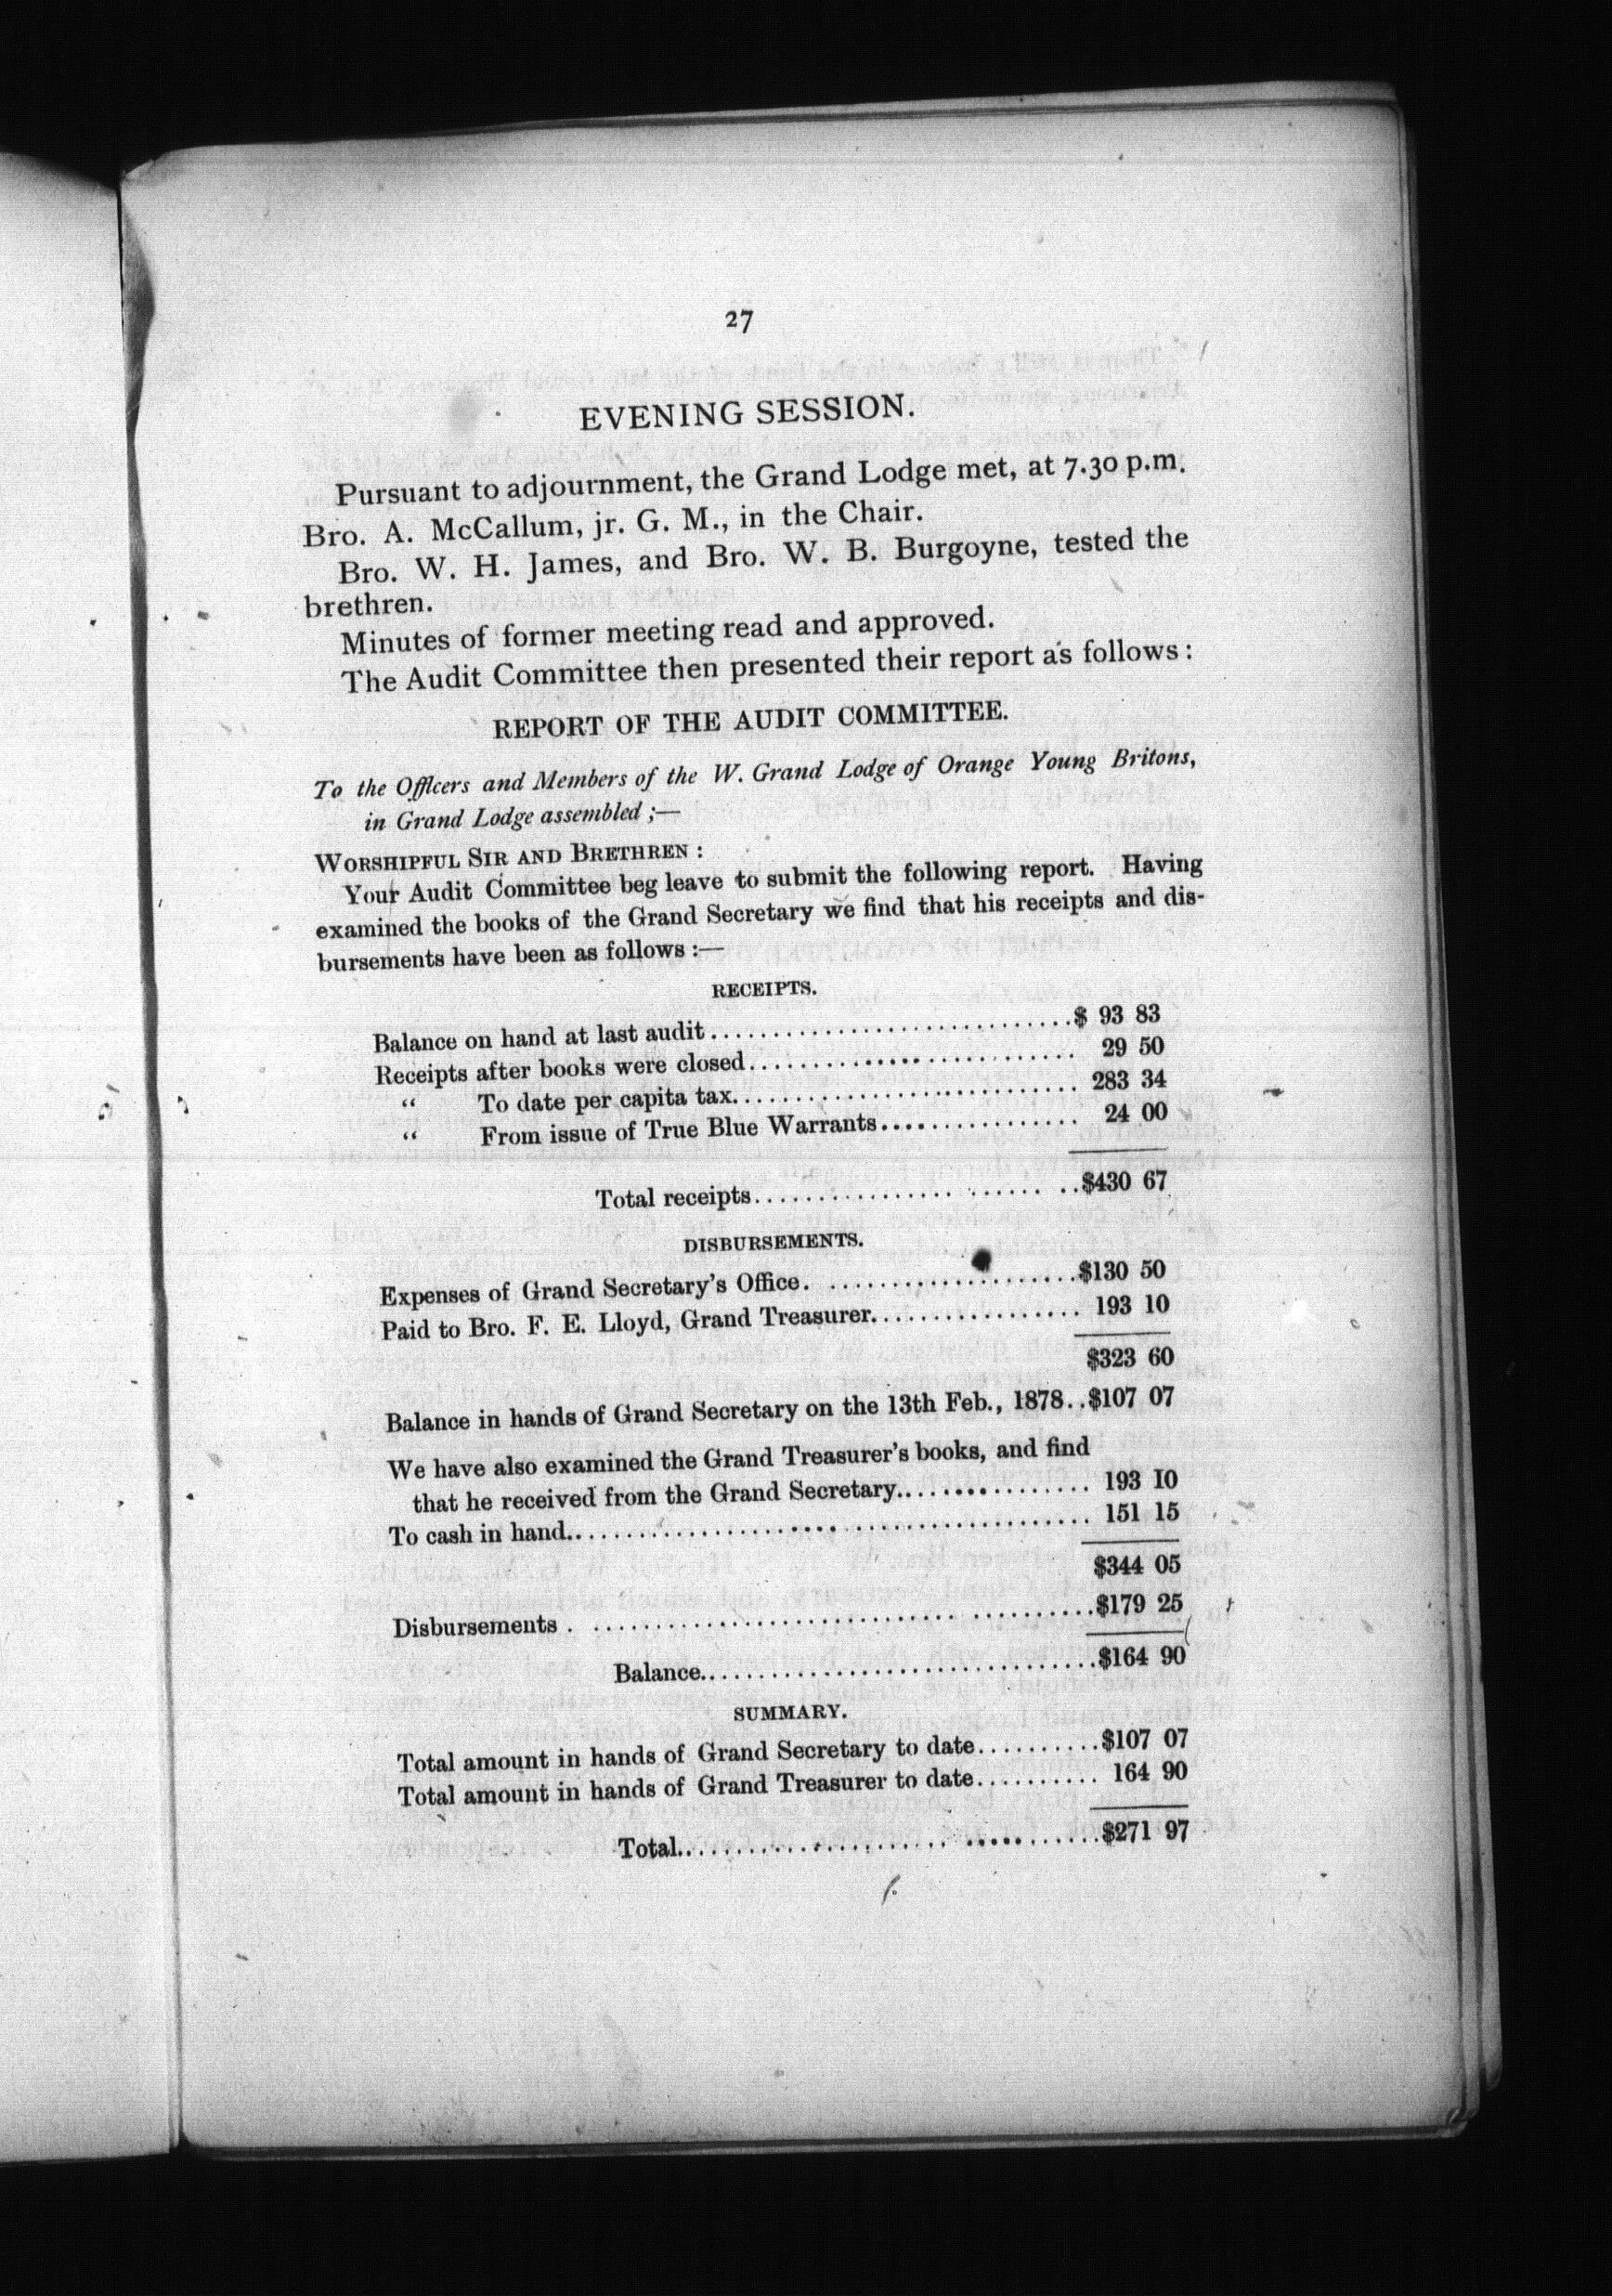 27
EVENING SESSION.
Pursuant to adjournment, the Grand Lodge met, at 7.30 p.m.
Bro. A. McCallum, jr. G. M., in the Chair.
Bro. W. H. James, and Bro. W. B. Burgoyne, tested the
brethren.
Minutes of former meeting read and approved.
The Audit Committee then presented their report as follows:
REPORT OF THE AUDIT COMMITTEE.
To the Officers and Members of the W. Grand Lodge of Orange Young Britons,
in Grand Lodge assembled ;—
WORSHIPFUL SIR AND BRETHREN :
Your Audit Committee beg leave to submit the following report. Having
examined the books of the Grand Secretary we find that his receipts and dis-
bursements have been as follows :—
RECEIPTS.
Balance on hand at last audit............................$ 93 83
Receipts after books were closed............................ 29 50
“ To date per capita tax............................ 283 34
“ From issue of True Blue Warrants................ 24 00
Total receipts............................$430 67
DISBURSEMENTS.
Expenses of Grand Secretary's Office. ......................$130 50
Paid to Bro. F. E. Lloyd, Grand Treasurer.................. 193 10
$323 60
Balance in hands of Grand Secretary on the 13th Feb., 1878..$107 07
We have also examined the Grand Treasurer's books, and find
that he received from the Grand Secretary.................. 193 I0
To cash in hand............................................ 151 15
$344 05
Disbursements . ..........................................$179 25
Balance................................$164 90
SUMMARY.
Total amount in hands of Grand Secretary to date..........$107 07
Total amount in hands of Grand Treasurer to date.......... 164 90
Total..................................$271 97